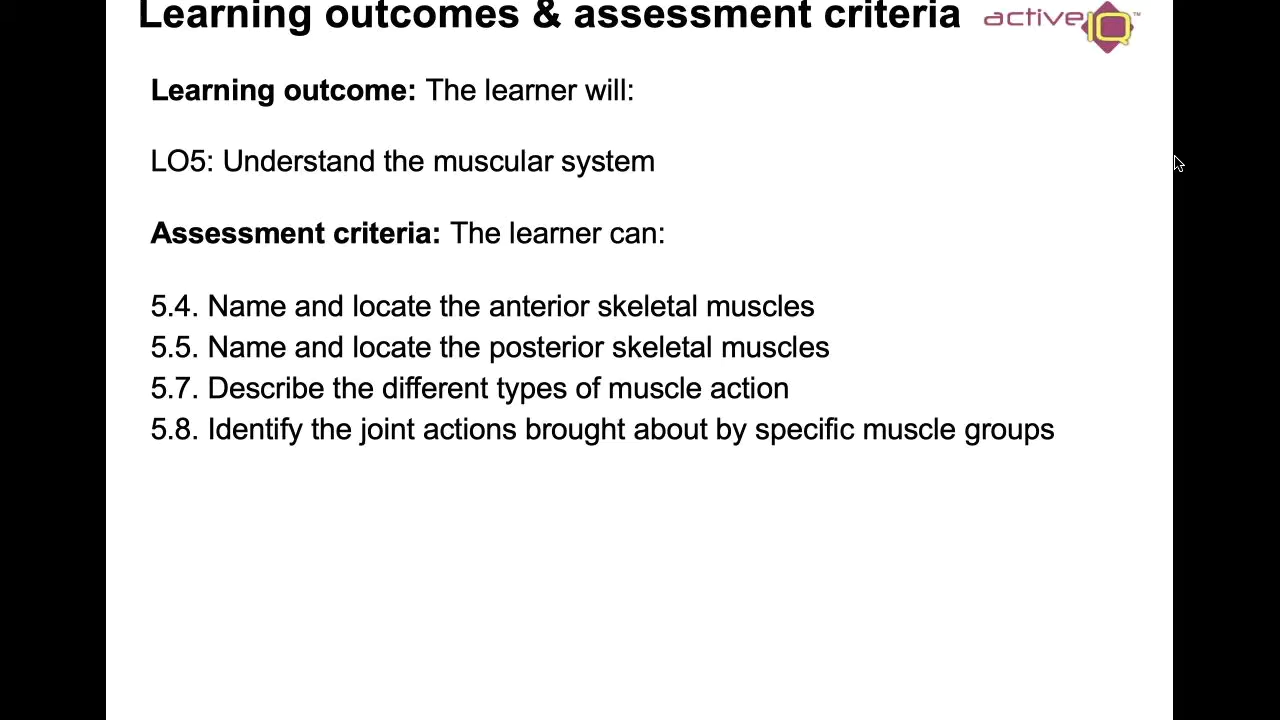 Learning outcomes & assessment criteria
active IQ™
Learning outcome: The learner will:
LO5: Understand the muscular system
Assessment criteria: The learner can:
5.4. Name and locate the anterior skeletal muscles
5.5. Name and locate the posterior skeletal muscles
5.7. Describe the different types of muscle action
5.8. Identify the joint actions brought about by specific muscle groups